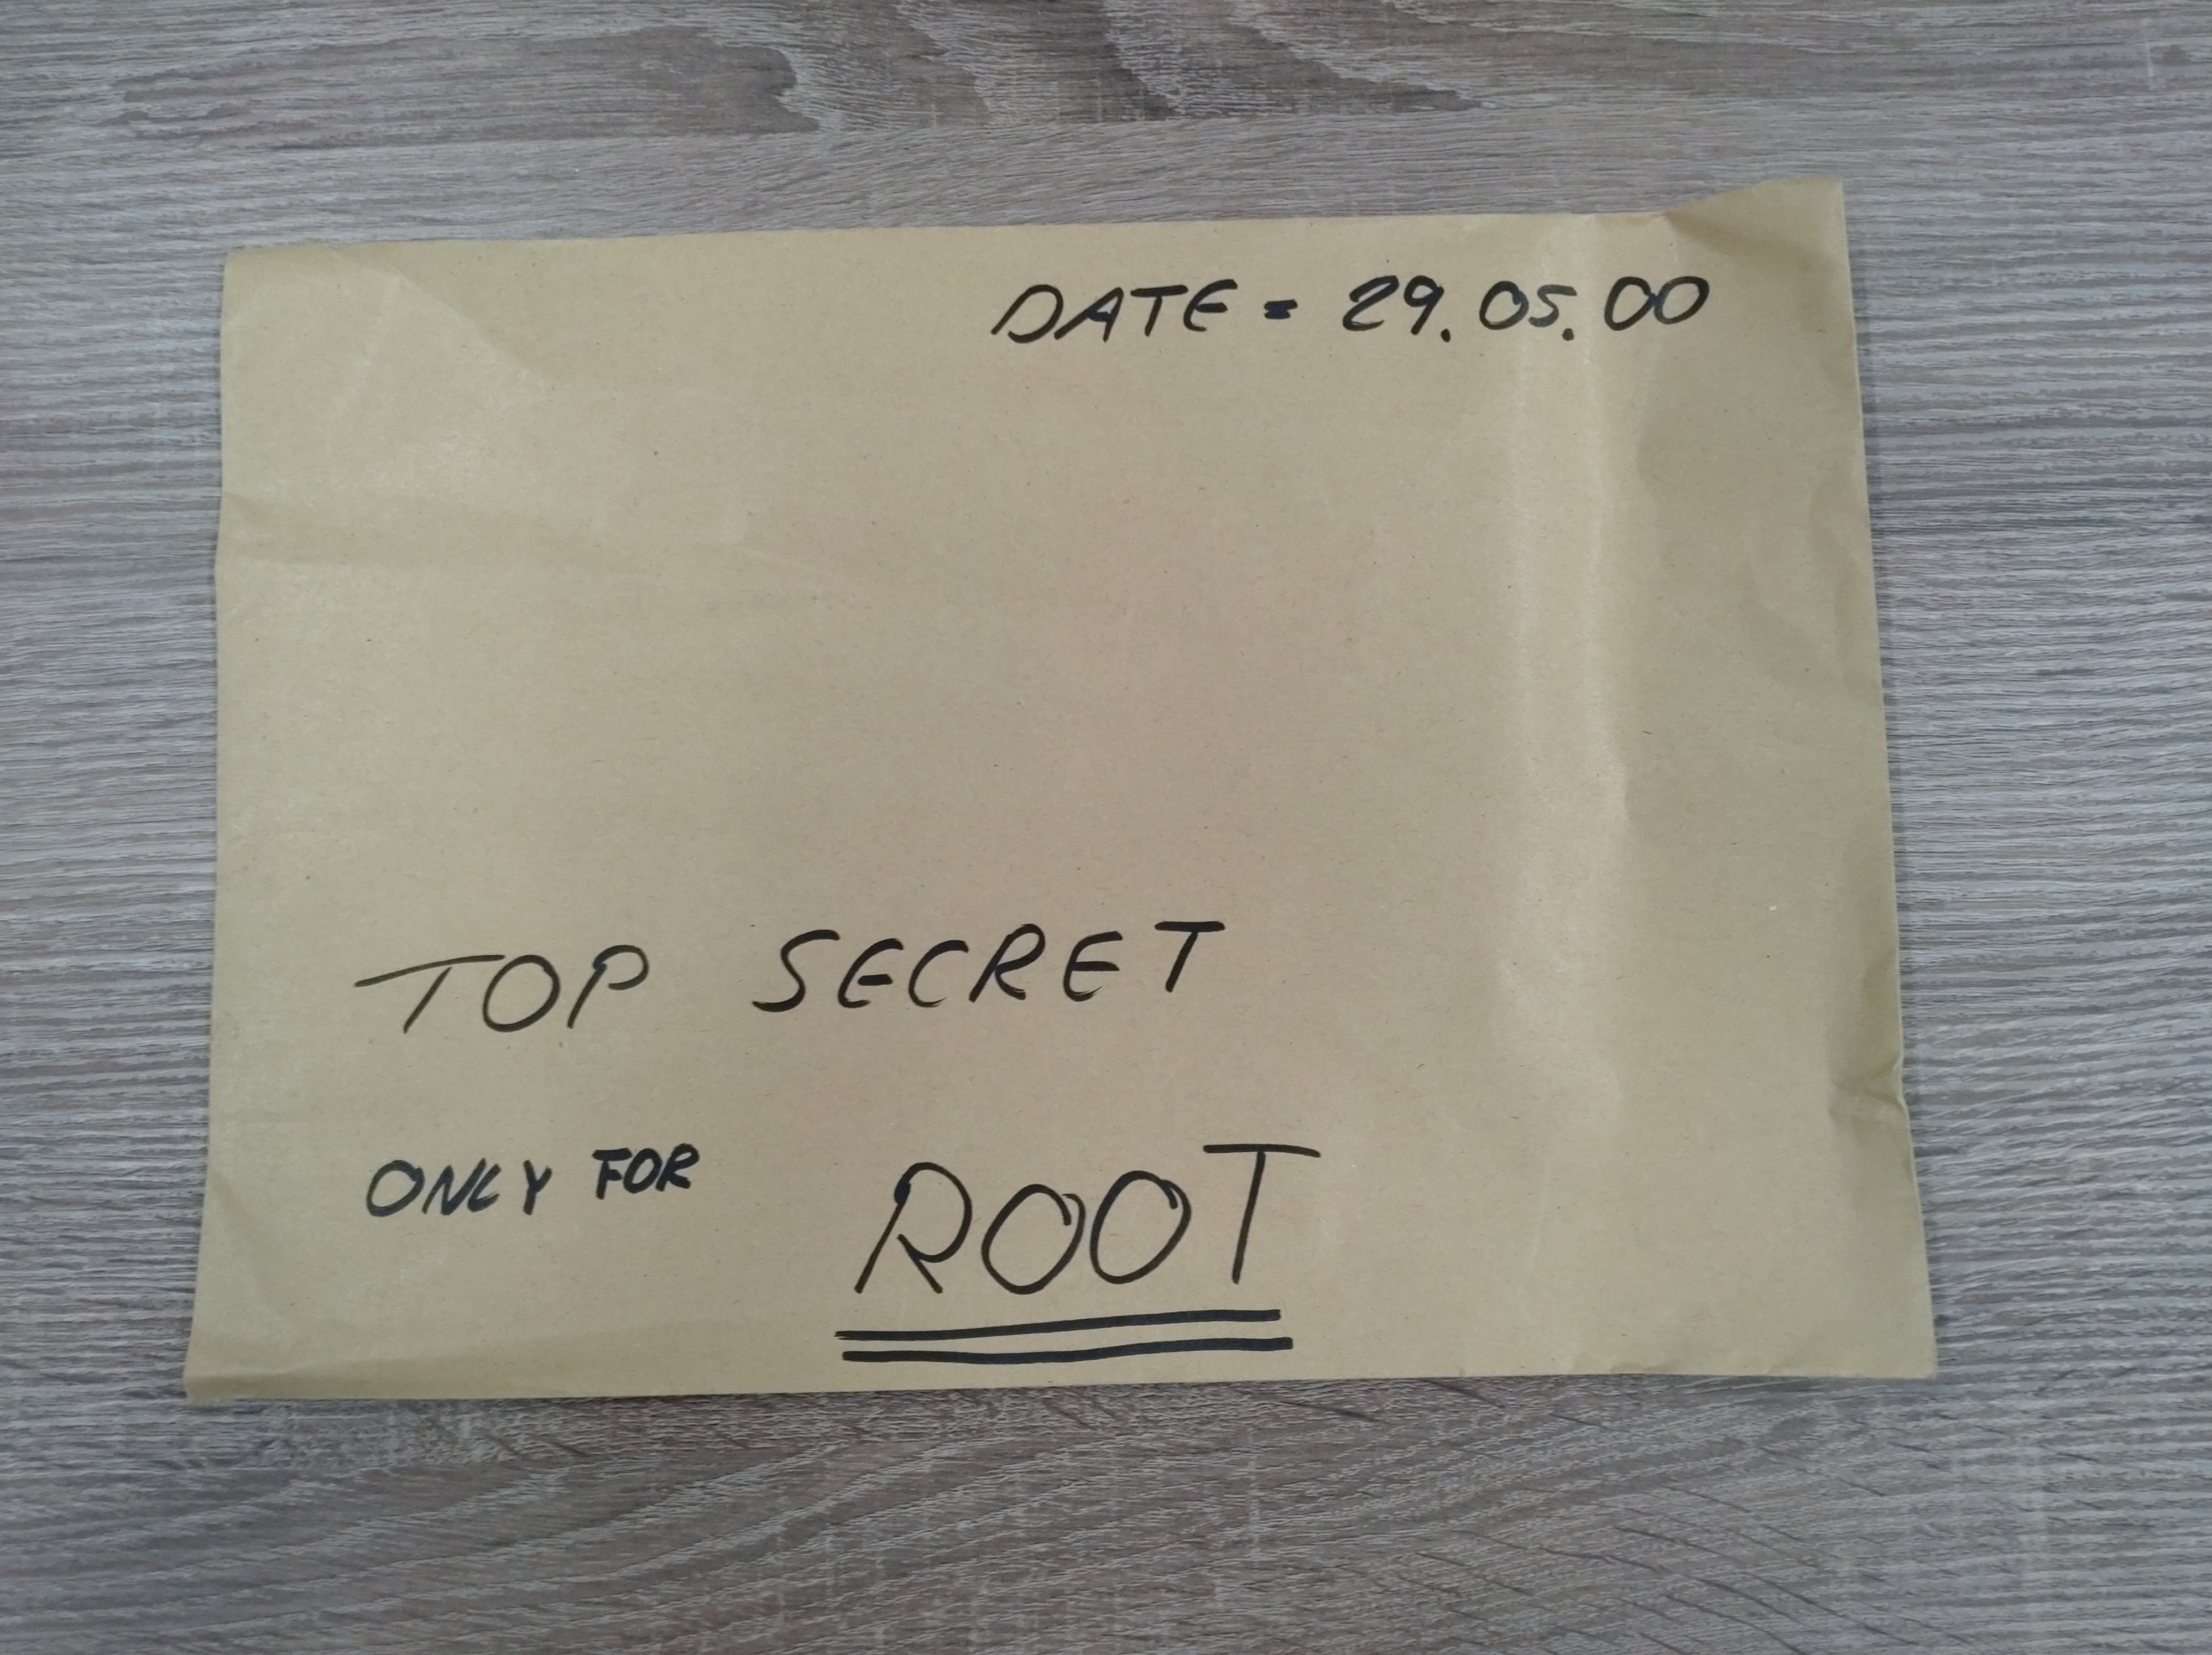 DATE = 29.05.00
TOP SECRET
ONLY FOR ROOT